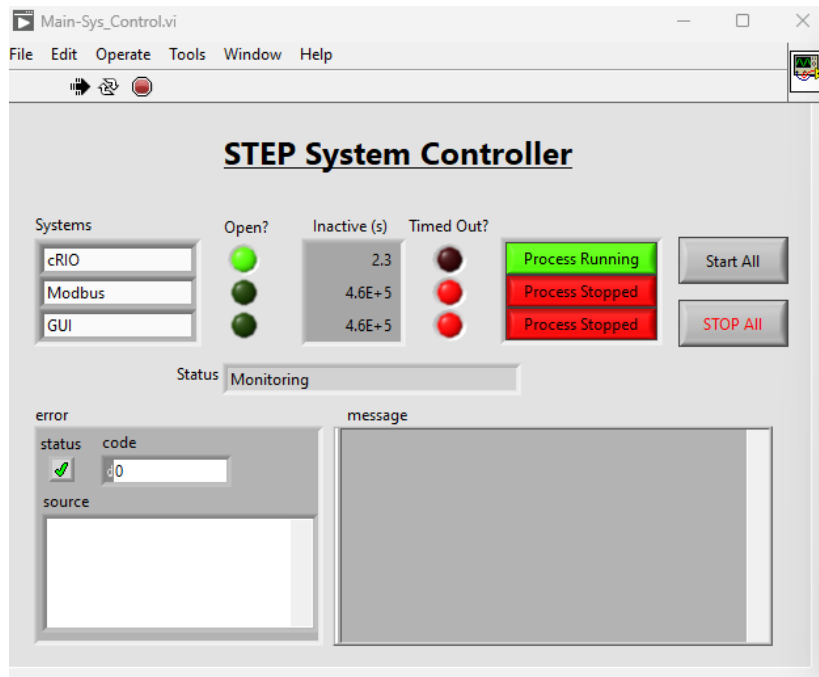 Main-Sys_Control.vi
File Edit Operate Tools Window Help
STEP System Controller
Systems Open? Inactive (s) Timed Out?
cRIO 2.3 Process Running Start All
Modbus 4.6E+5 Process Stopped
GUI 4.6E+5 Process Stopped STOP All
Status Monitoring
error message
status code
d0
source